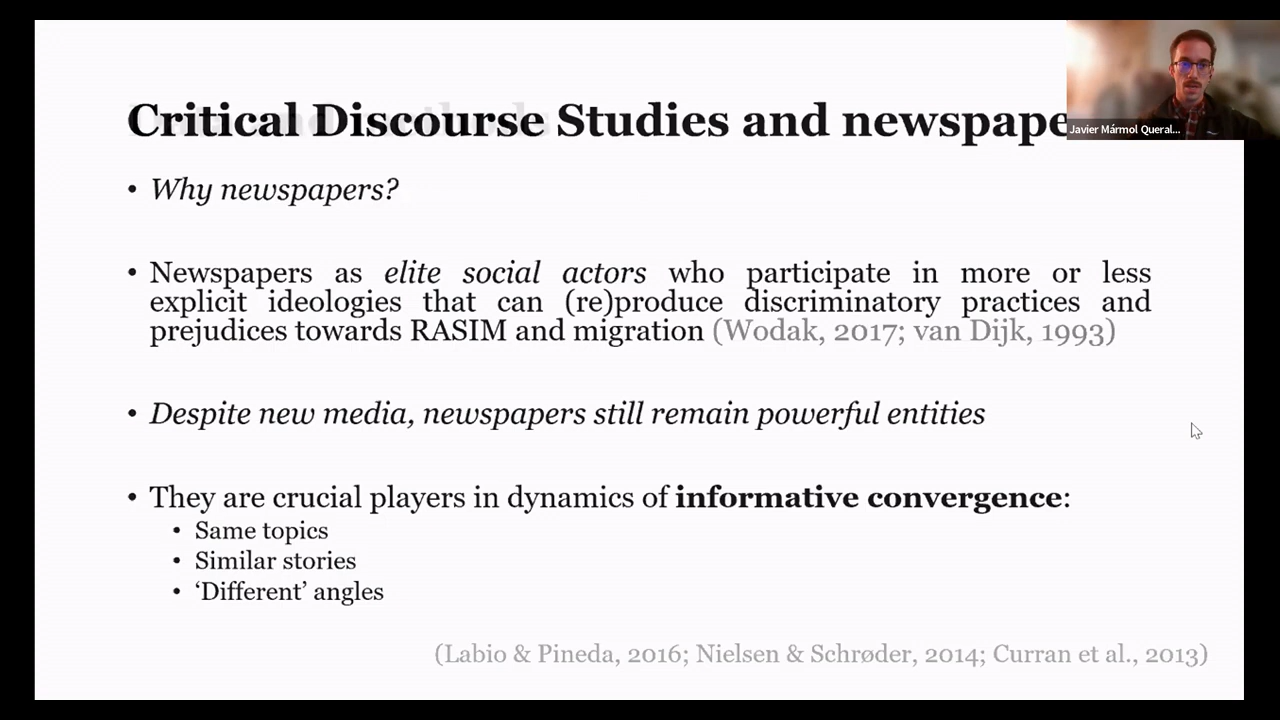 Critical Discourse Studies and newspape
Javier Mármol Queral...
• Why newspapers?
• Newspapers as elite social actors who participate in more or less
explicit ideologies that can (re)produce discriminatory practices and
prejudices towards RASIM and migration (Wodak, 2017; van Dijk, 1993)
• Despite new media, newspapers still remain powerful entities
• They are crucial players in dynamics of informative convergence:
• Same topics
• Similar stories
• ‘Different’ angles
(Labio & Pineda, 2016; Nielsen & Schrøder, 2014; Curran et al., 2013)